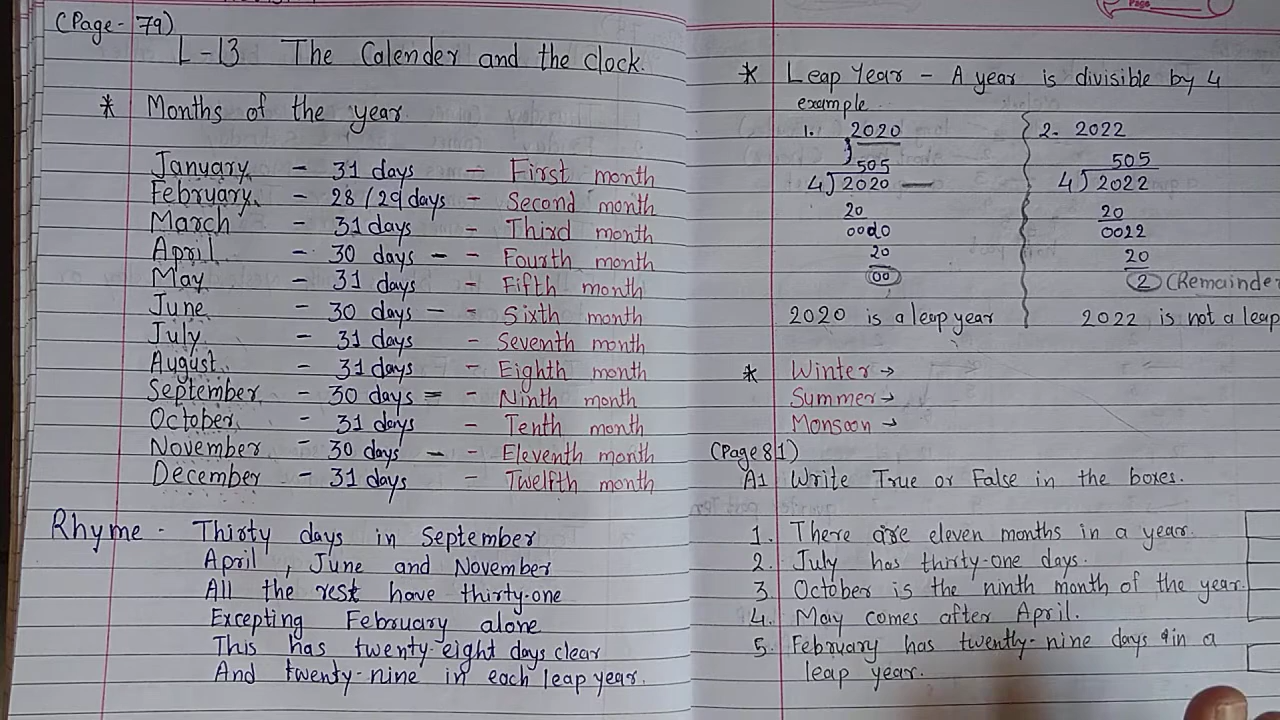 (Page- 79)
L-13 The Calender and the clock.
* Months of the year
January - 31 days - First month
February - 28/29 days - Second month
March - 31 days - Third month
April - 30 days - - Fourth month
May - 31 days - Fifth month
June - 30 days - - Sixth month
July - 31 days - Seventh month
August - 31 days - Eighth month
September - 30 days - - Ninth month
October - 31 days - Tenth month
November - 30 days - - Eleventh month
December - 31 days - Twelfth month
Rhyme - Thirty days in September
April, June and November
All the rest have thirty-one
Excepting February alone
This has twenty-eight days clear
And twenty-nine in each leap year.
Page
* Leap Year - A year is divisible by 4
example
1. 2020
505
4)2020
20
0020
20
00
2020 is a leap year
2. 2022
505
4)2022
20
0022
20
2 (Remainder
2022 is not a leap
* Winter →
Summer →
Monsoon →
(Page 81)
A1 Write True or False in the boxes.
1. There are eleven months in a year.
2. July has thirty-one days.
3. October is the ninth month of the year.
4. May comes after April.
5. February has twenty-nine days in a
leap year.